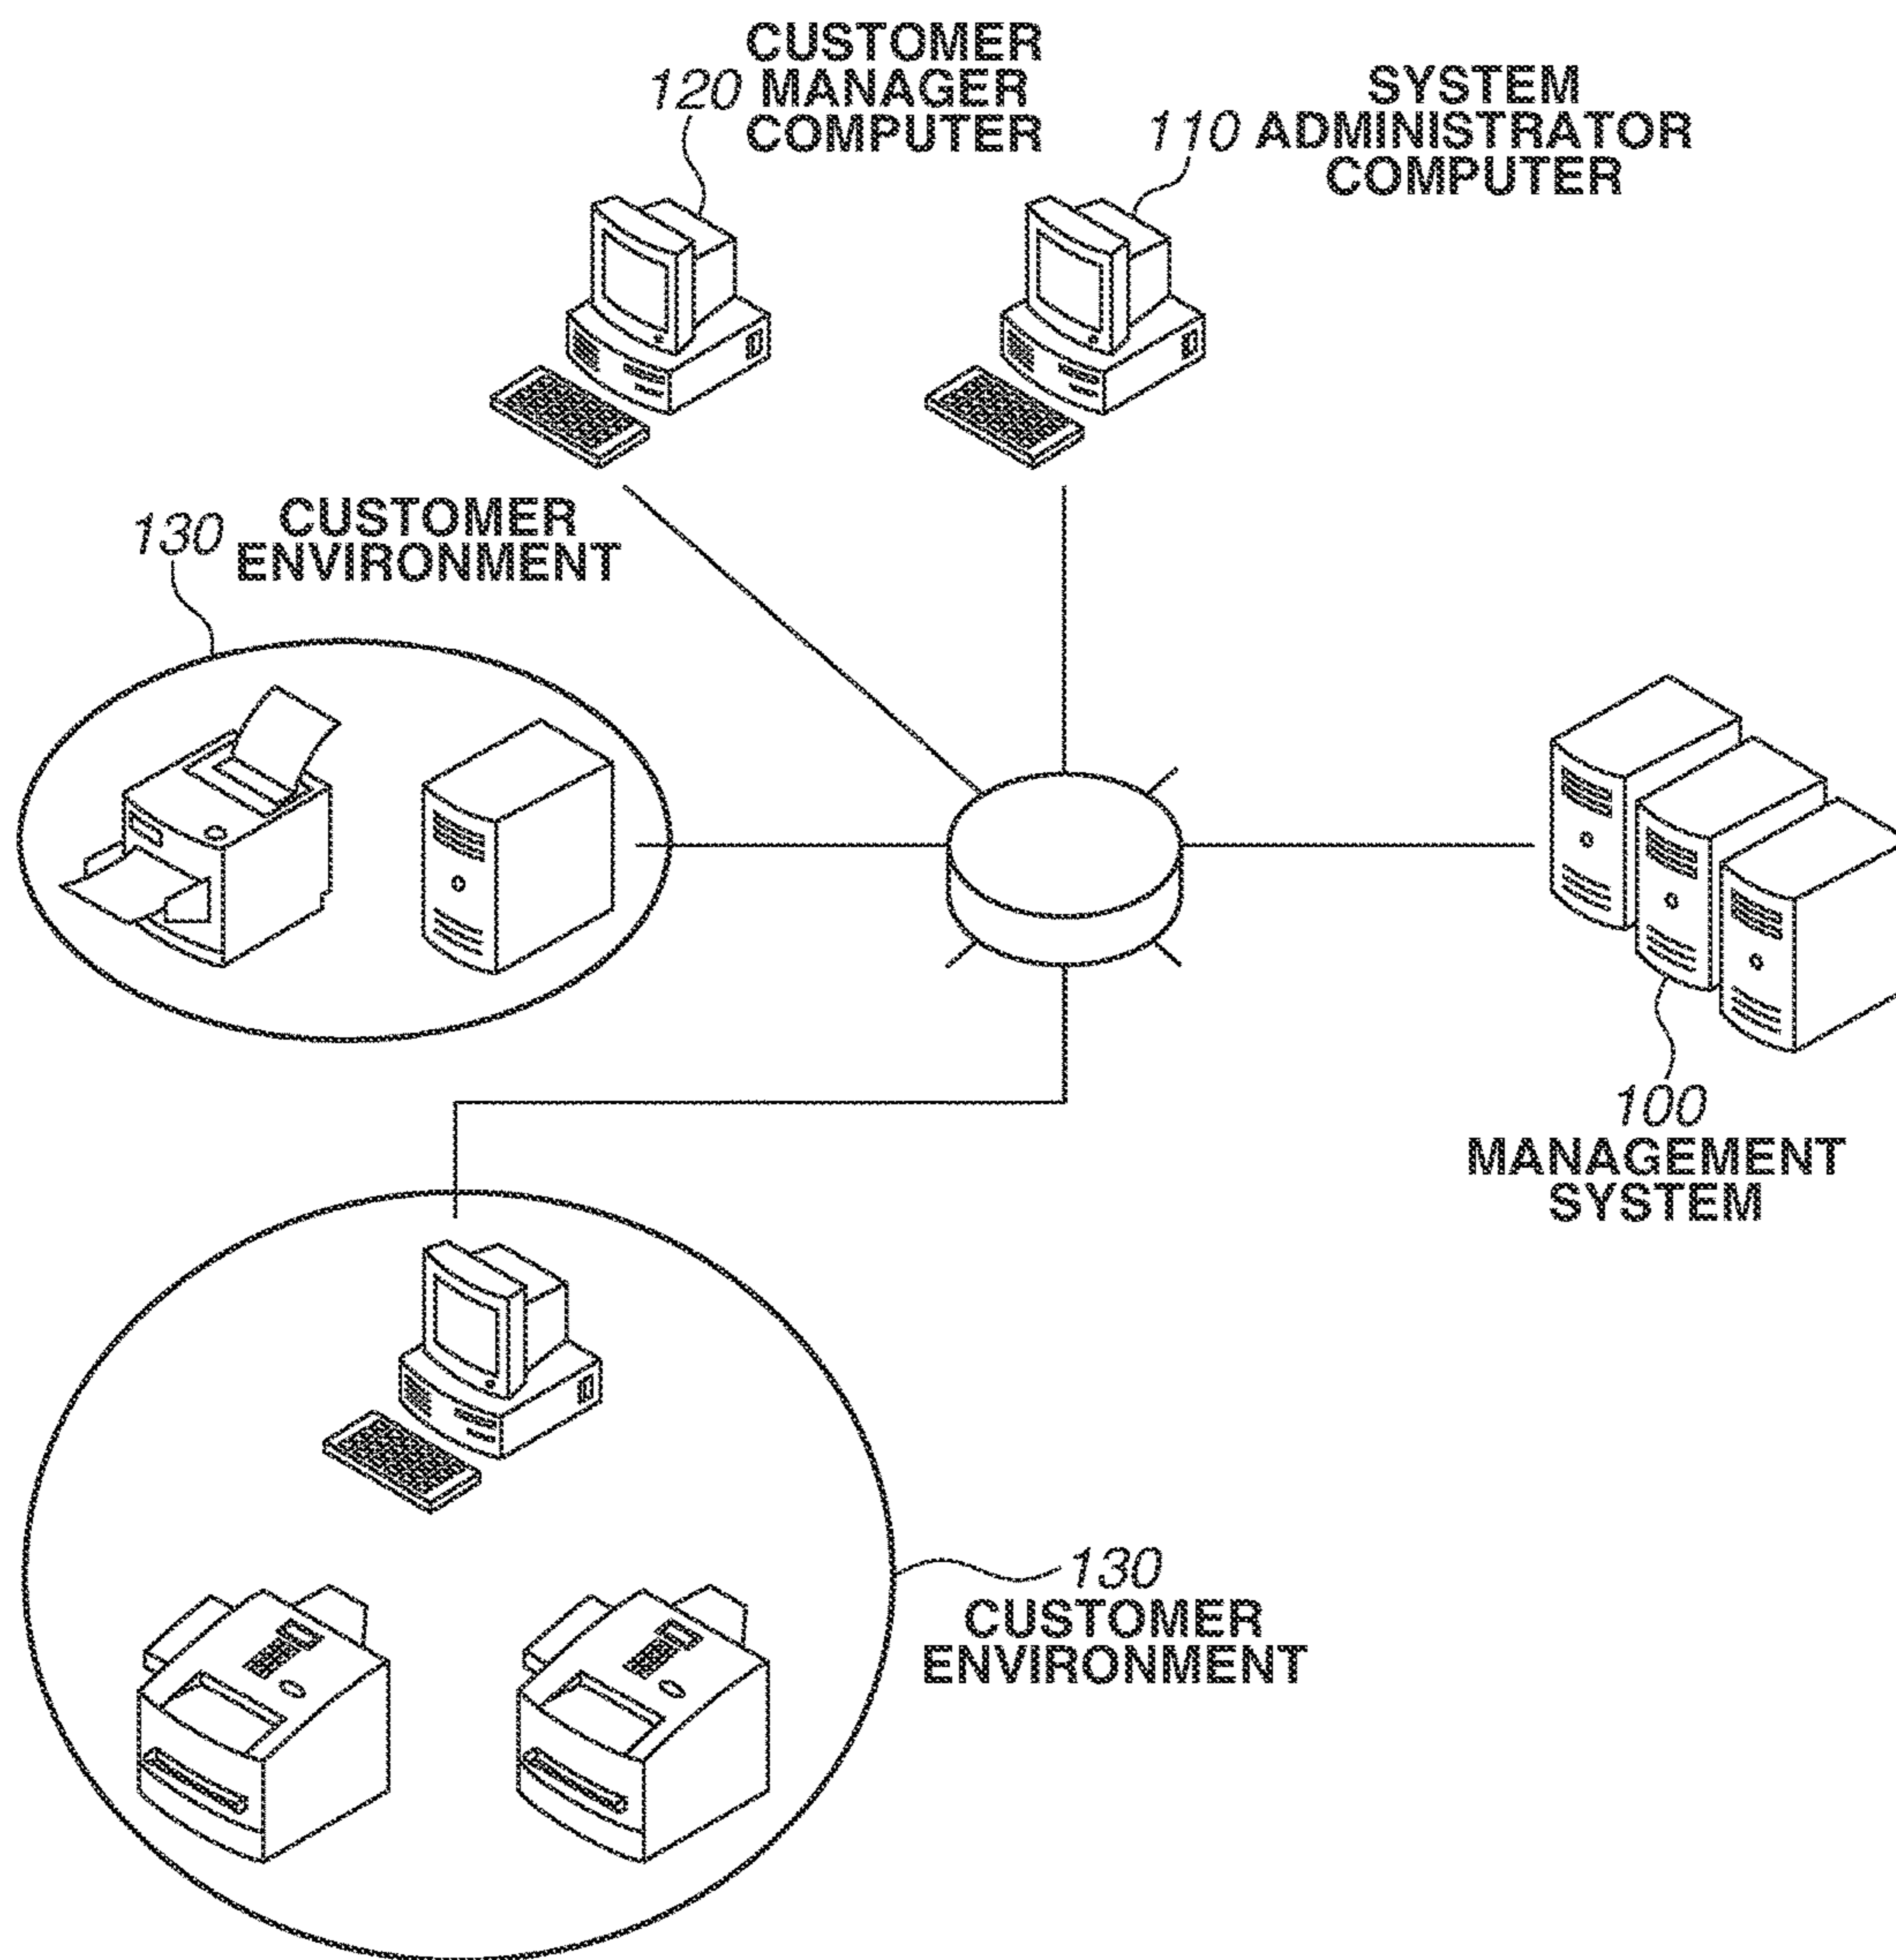 CUSTOMER
120 MANAGER
COMPUTER
SYSTEM
110 ADMINISTRATOR
COMPUTER
130 CUSTOMER
ENVIRONMENT
100
MANAGEMENT
SYSTEM
130
CUSTOMER
ENVIRONMENT